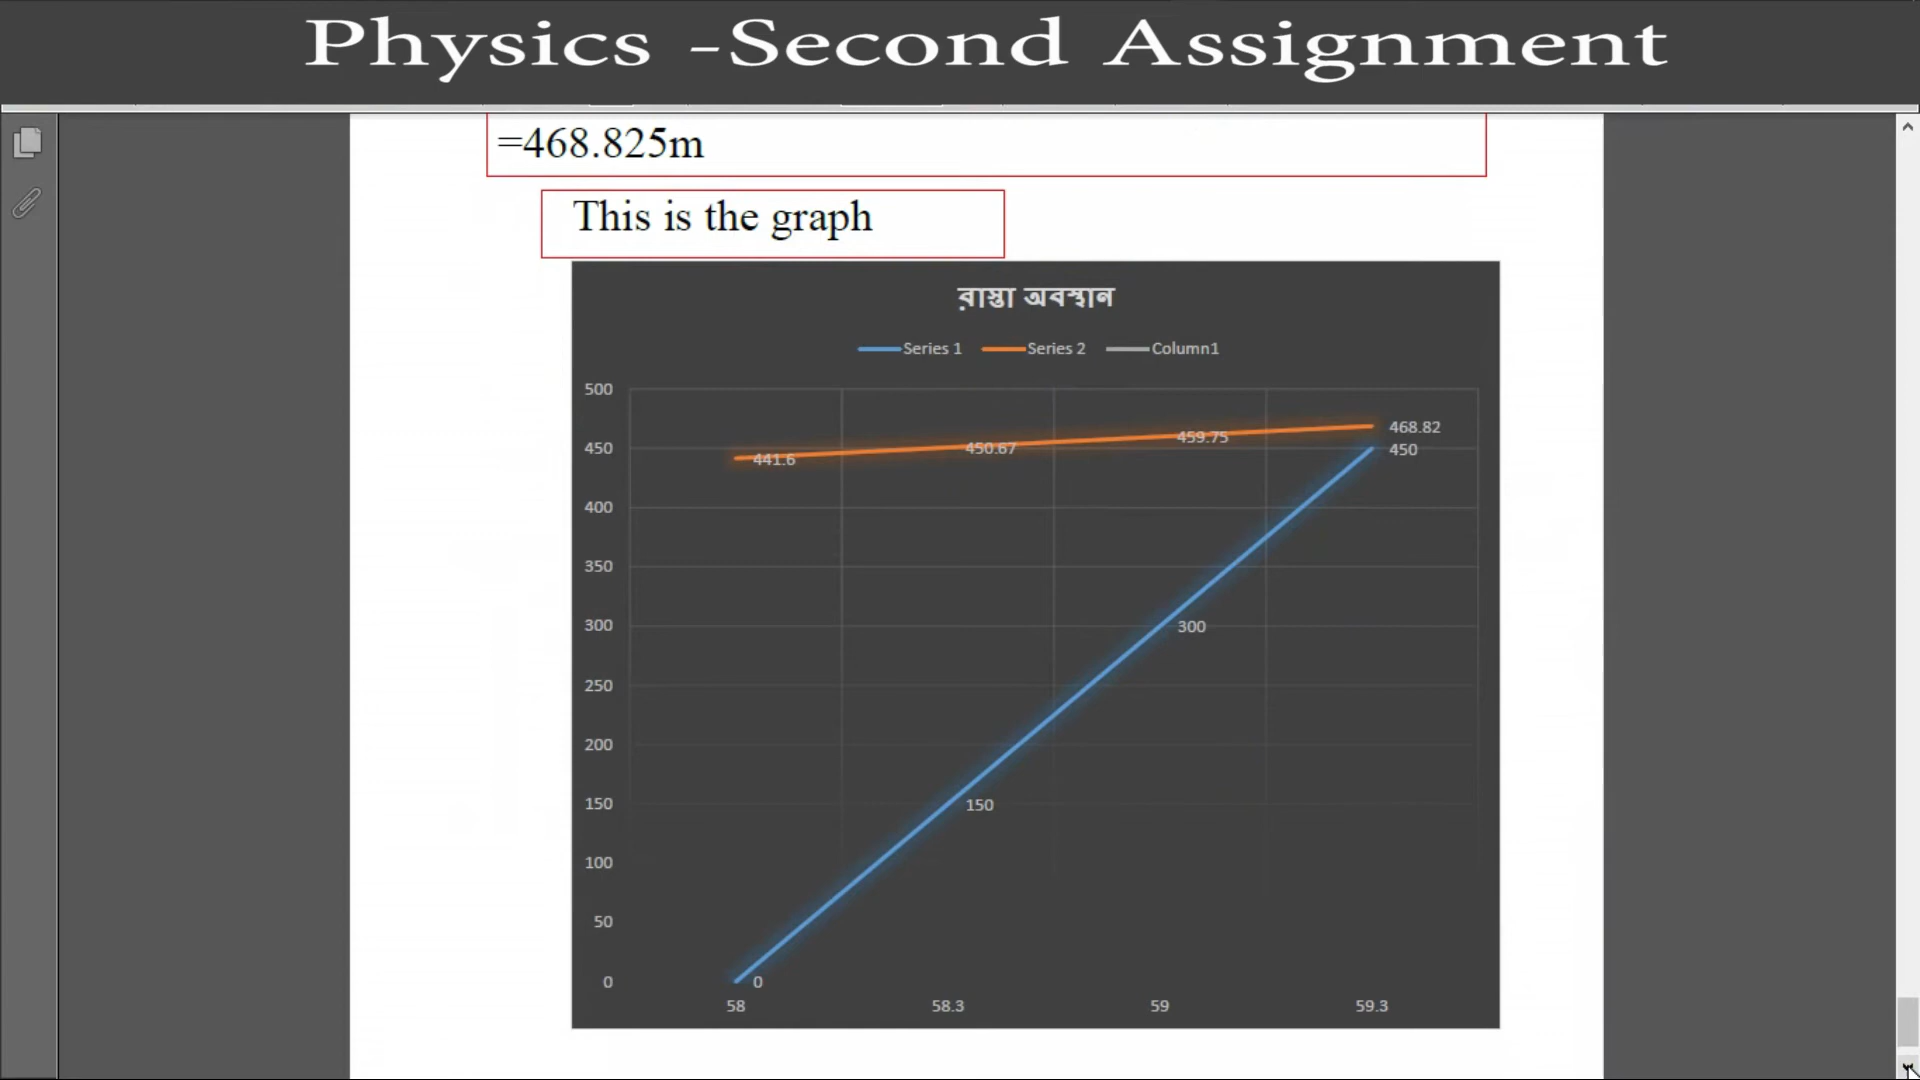 Physics -Second Assignment
=468.825m
This is the graph
রাস্তা অবস্থান
Series 1 Series 2 Column1
500
468.82
459.75
450 450.67 450
441.6
400
350
300 300
250
200
150 150
100
50
0 0
58 58.3 59 59.3